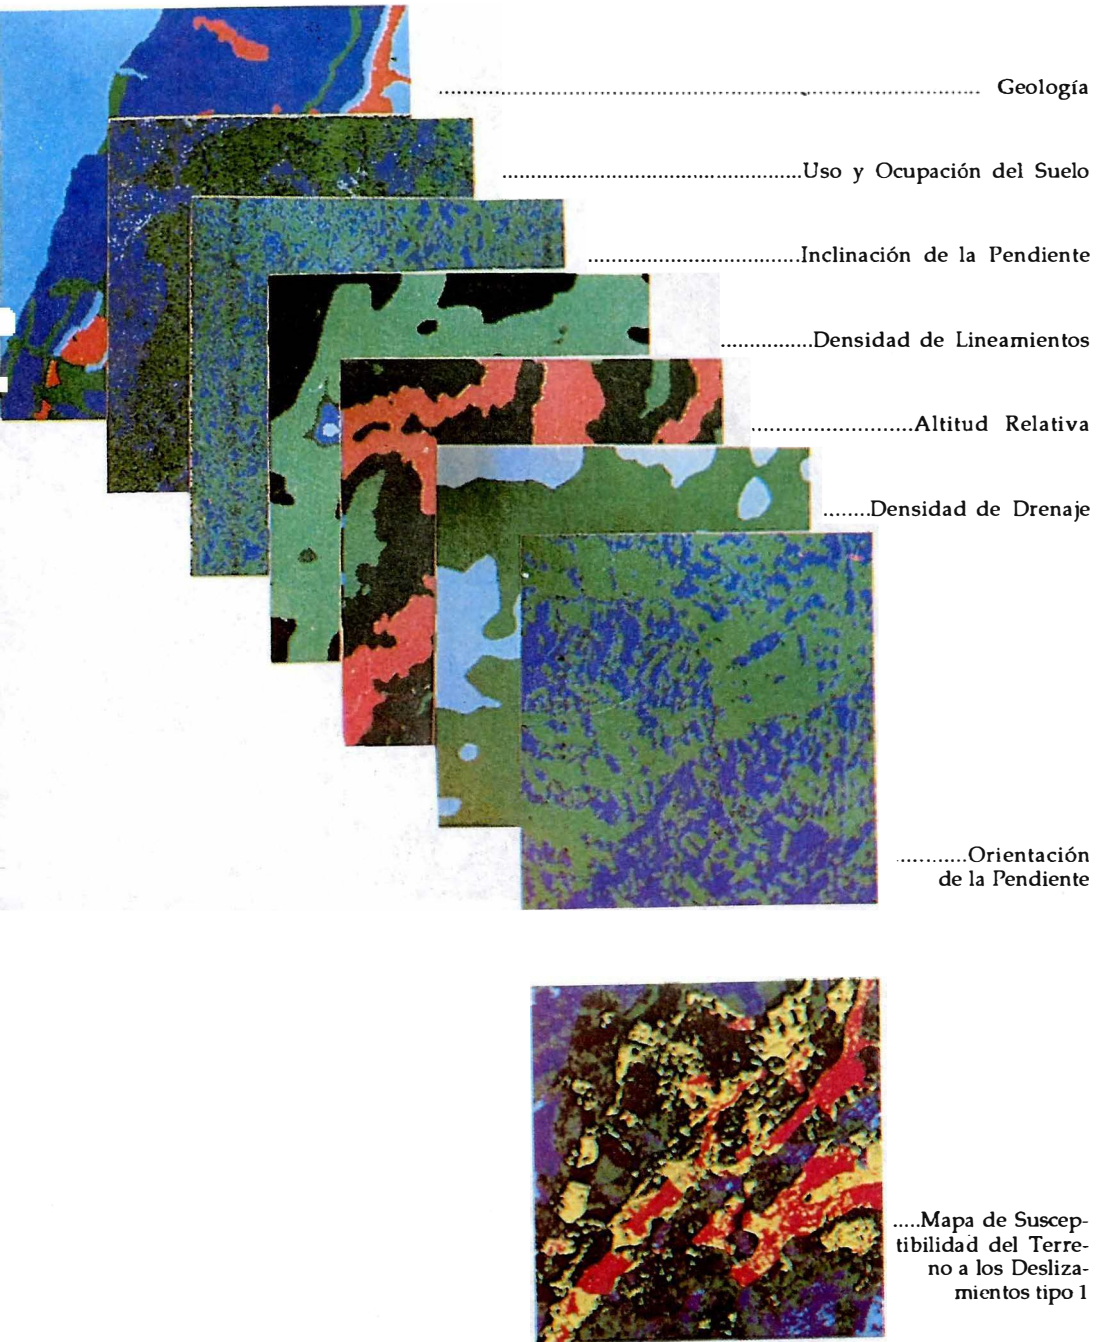 Geología
Uso y Ocupación del Suelo
Inclinación de la Pendiente
Densidad de Lineamientos
Altitud Relativa
Densidad de Drenaje
Orientación
de la Pendiente
Mapa de Suscep-
tibilidad del Terre-
no a los Desliza-
mientos tipo 1